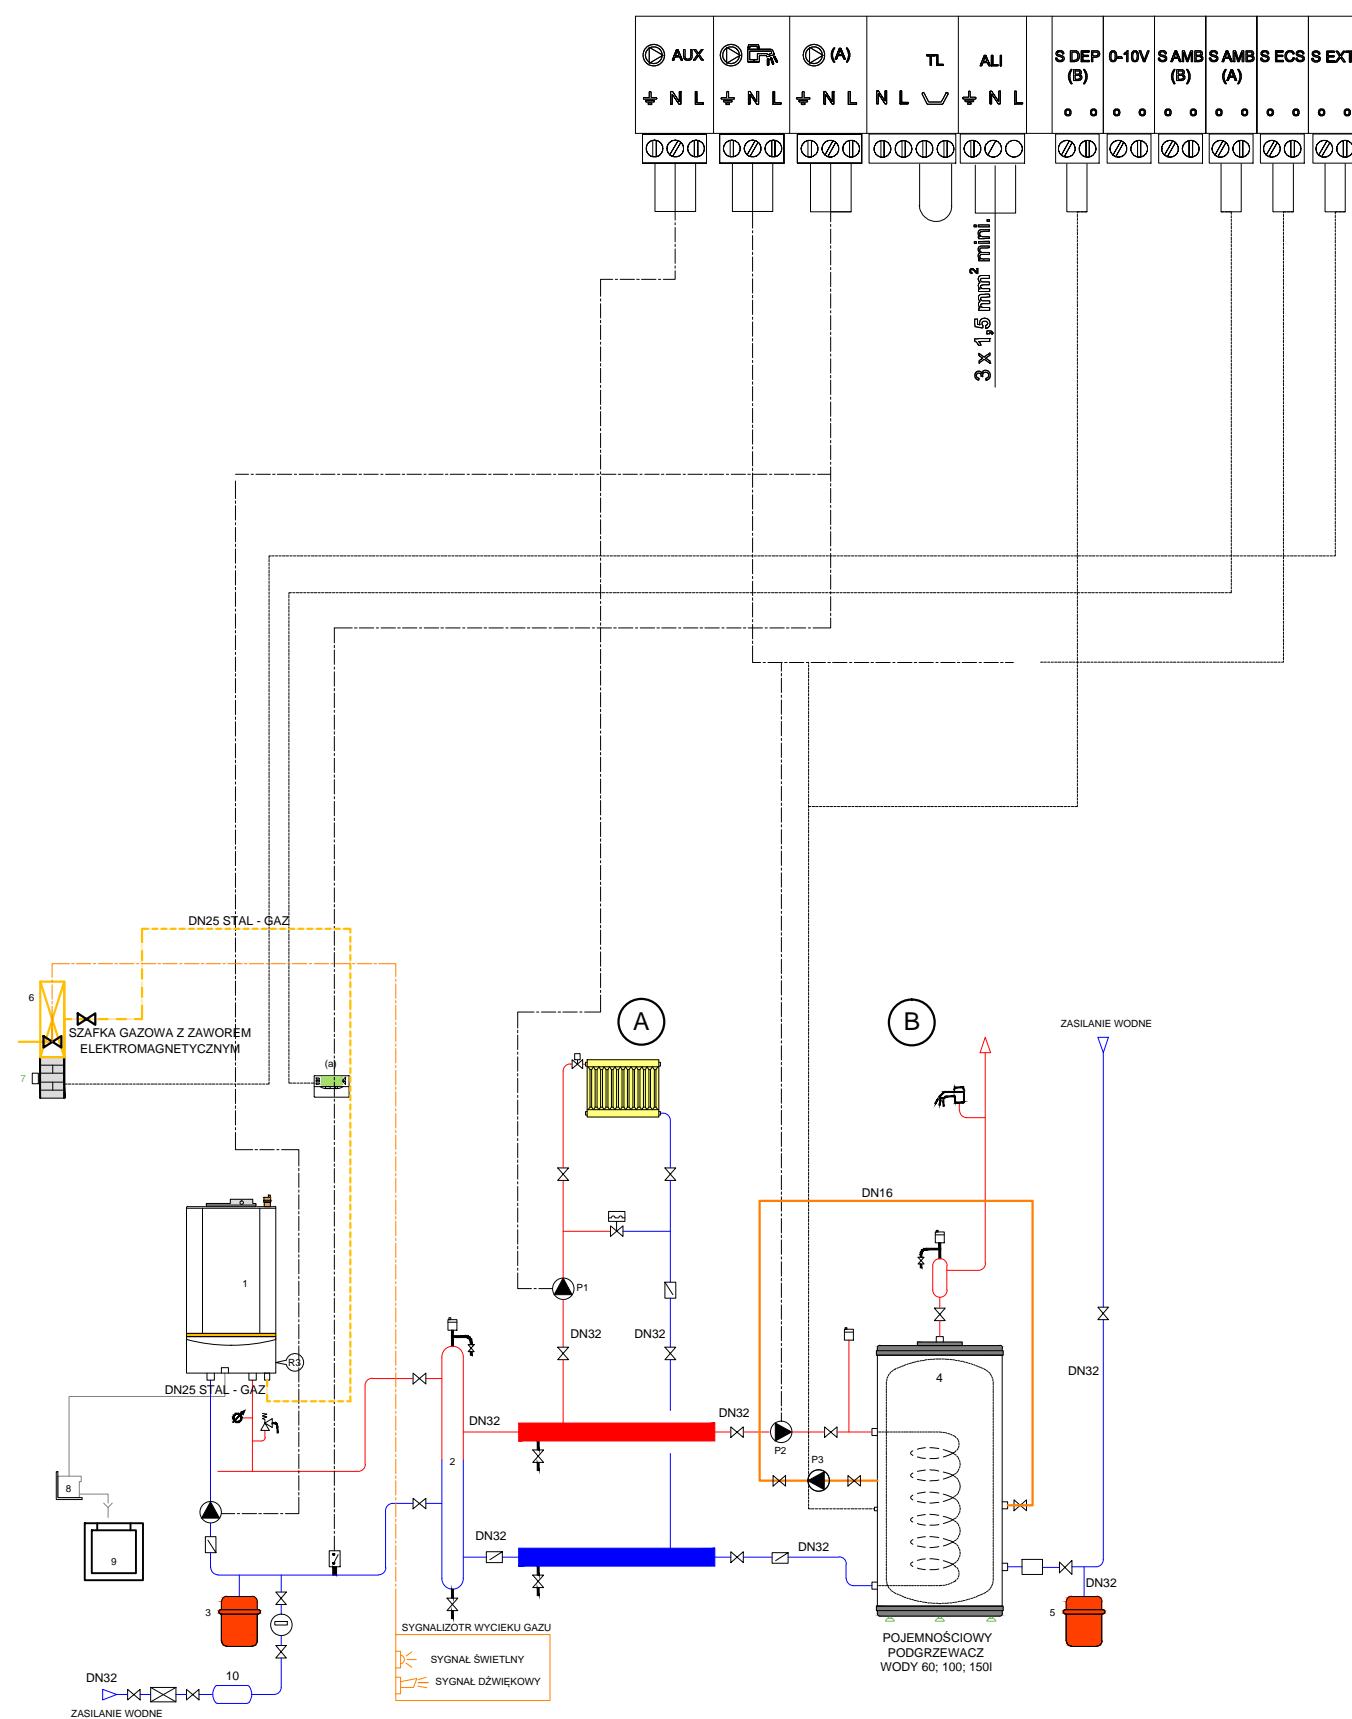 AUX
(A)
TL
ALI
S DEP
(B)
0-10V
S AMB
(B)
S AMB
(A)
S ECS
S EXT
N L
N L
N L
N L
N L
3 x 1,5 mm² mini.
DN25 STAL - GAZ
6
SZAFKA GAZOWA Z ZAWOREM
ELEKTROMAGNETYCZNYM
7
(a)
A
B
ZASILANIE WODNE
DN16
1
P1
R3
DN25 STAL - GAZ
DN32
DN32
4
DN32
DN32
DN32
P2
P3
2
8
9
DN32
DN32
DN32
3
5
SYGNALIZOTR WYCIEKU GAZU
SYGNAŁ ŚWIETLNY
SYGNAŁ DŹWIĘKOWY
POJEMNOŚCIOWY
PODGRZEWACZ
WODY 60; 100; 150l
DN32
10
ZASILANIE WODNE